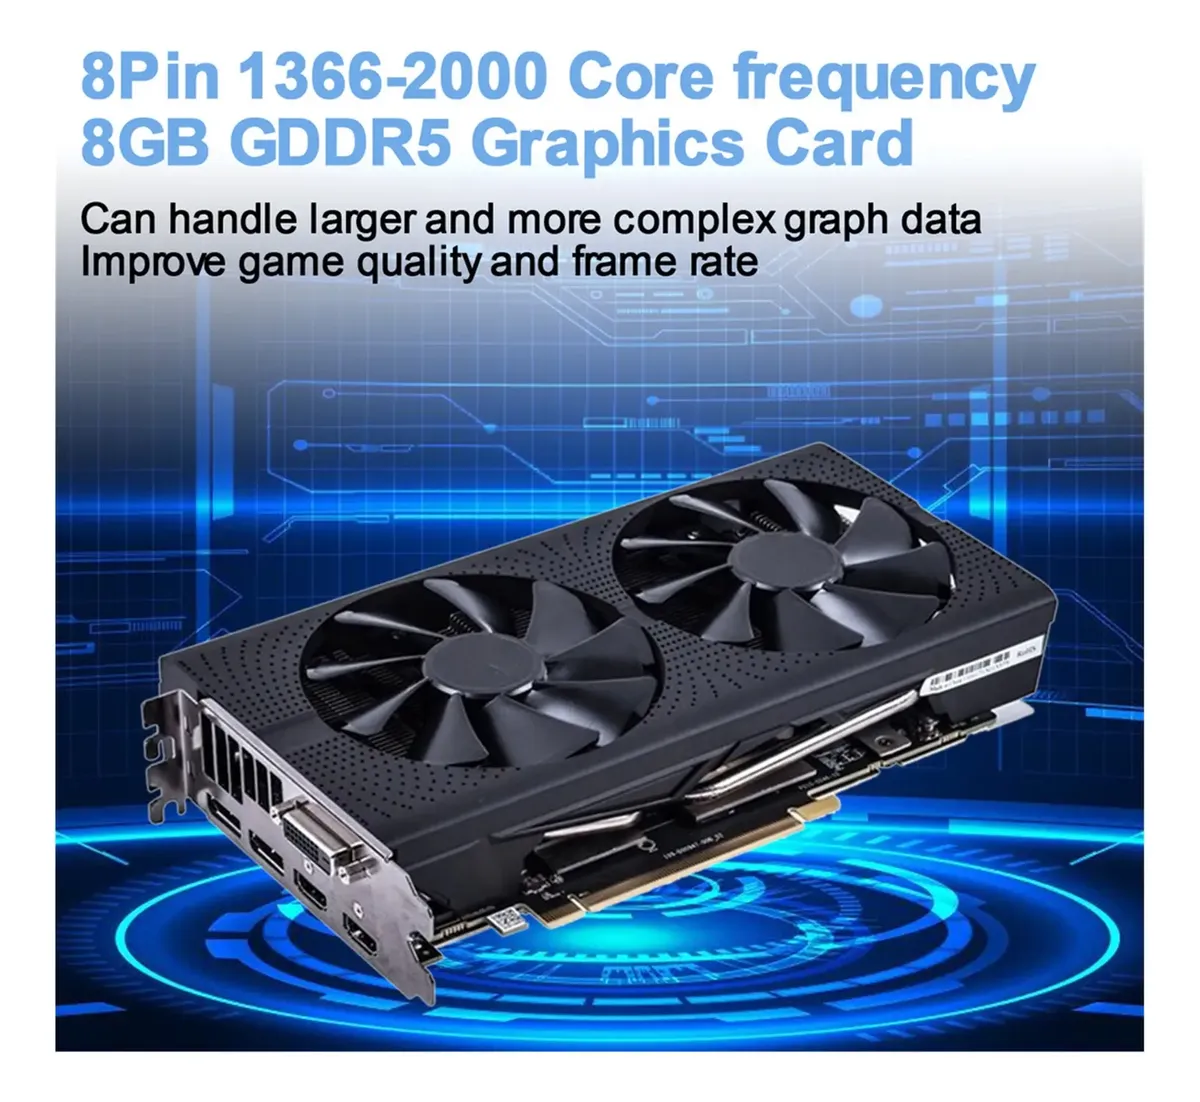 8Pin 1366-2000 Core frequency
8GB GDDR5 Graphics Card
Can handle larger and more complex graph data
Improve game quality and frame rate
RoHS